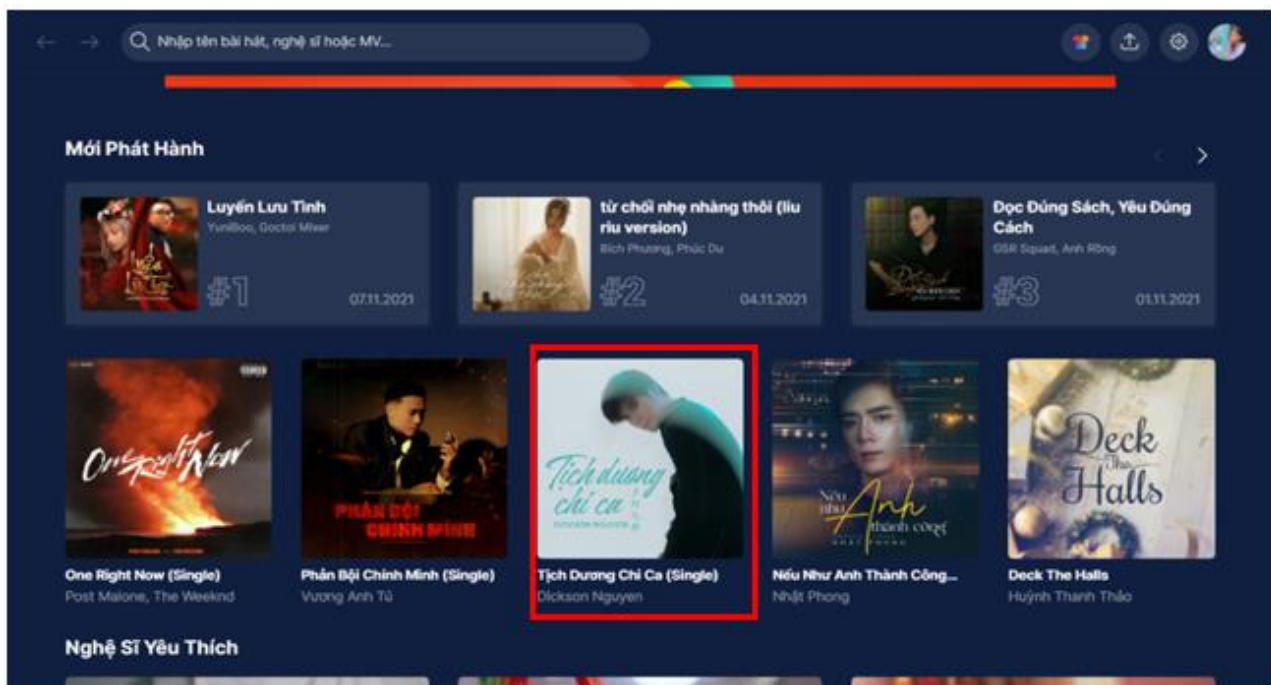 Nhập tên bài hát, nghệ sĩ hoặc MV...
Mới Phát Hành
Luyến Lưu Tình
YuniBoo, Goctoi Mixer
#1
07.11.2021
từ chối nhẹ nhàng thôi (liu
riu version)
Bích Phương, Phúc Du
#2
04.11.2021
Đọc Đúng Sách, Yêu Đúng
Cách
GSR Squad, Anh Rồng
#3
01.11.2021
One Right Now
PHẢN BỘI
CHÍNH MÌNH
Tịch dương
chi ca
DICKSON NGUYEN
Nếu
như Anh
thành công
NHẬT PHONG
Deck
The
Halls
One Right Now (Single)
Post Malone, The Weeknd
Phản Bội Chính Mình (Single)
Vương Anh Tú
Tịch Dương Chi Ca (Single)
Dickson Nguyen
Nếu Như Anh Thành Công...
Nhật Phong
Deck The Halls
Huỳnh Thanh Thảo
Nghệ Sĩ Yêu Thích